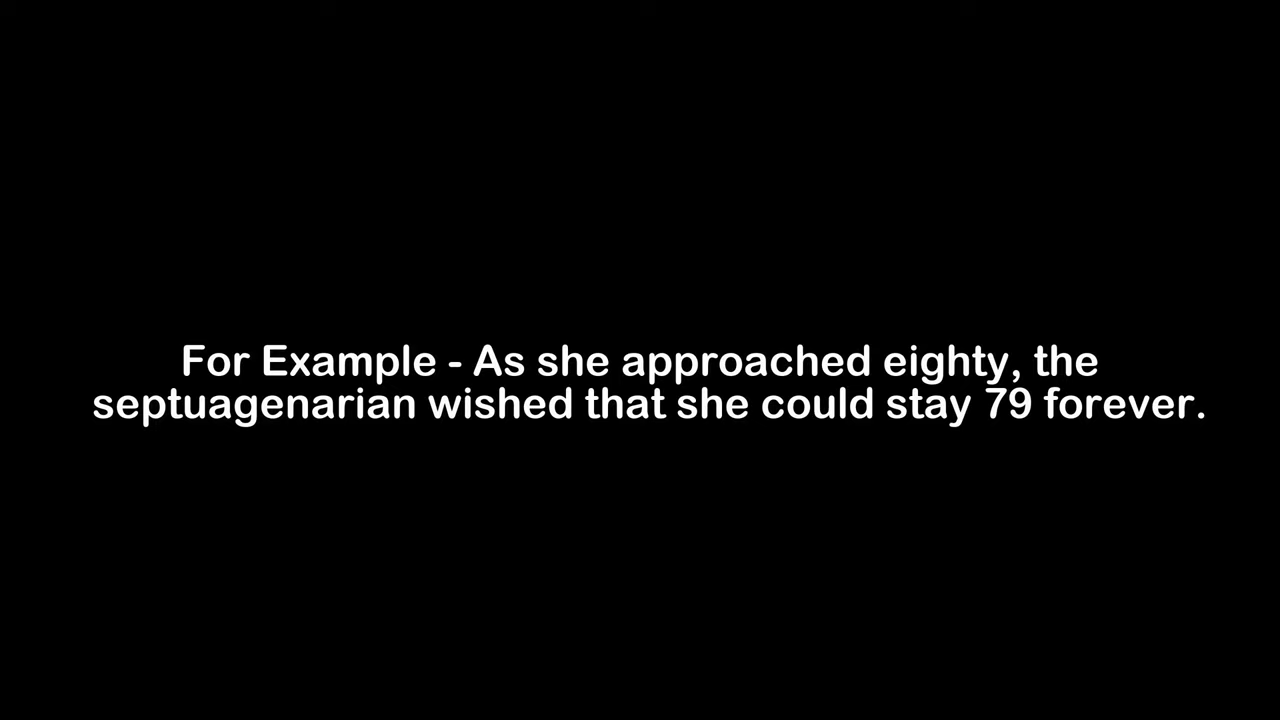 For Example - As she approached eighty, the
septuagenarian wished that she could stay 79 forever.